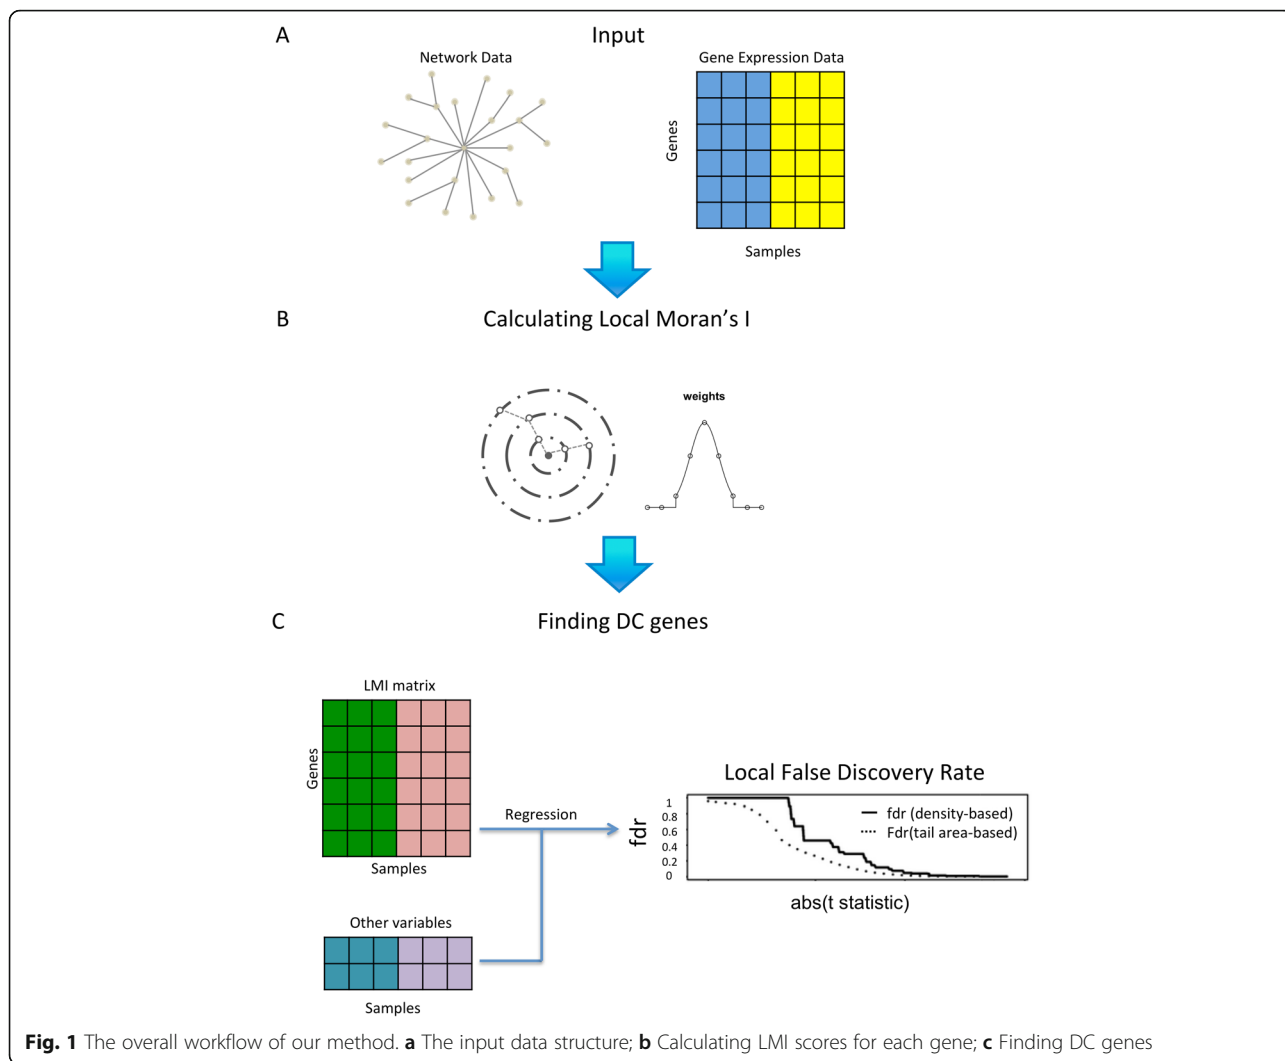 A
Input
Network Data
Gene Expression Data
Genes
Samples
B
Calculating Local Moran's I
weights
C
Finding DC genes
LMI matrix
Genes
Samples
Regression
Other variables
Samples
Local False Discovery Rate
fdr
1
0.8
0.6
0.4
0.2
0
fdr (density-based)
Fdr(tail area-based)
abs(t statistic)
Fig. 1 The overall workflow of our method. a The input data structure; b Calculating LMI scores for each gene; c Finding DC genes